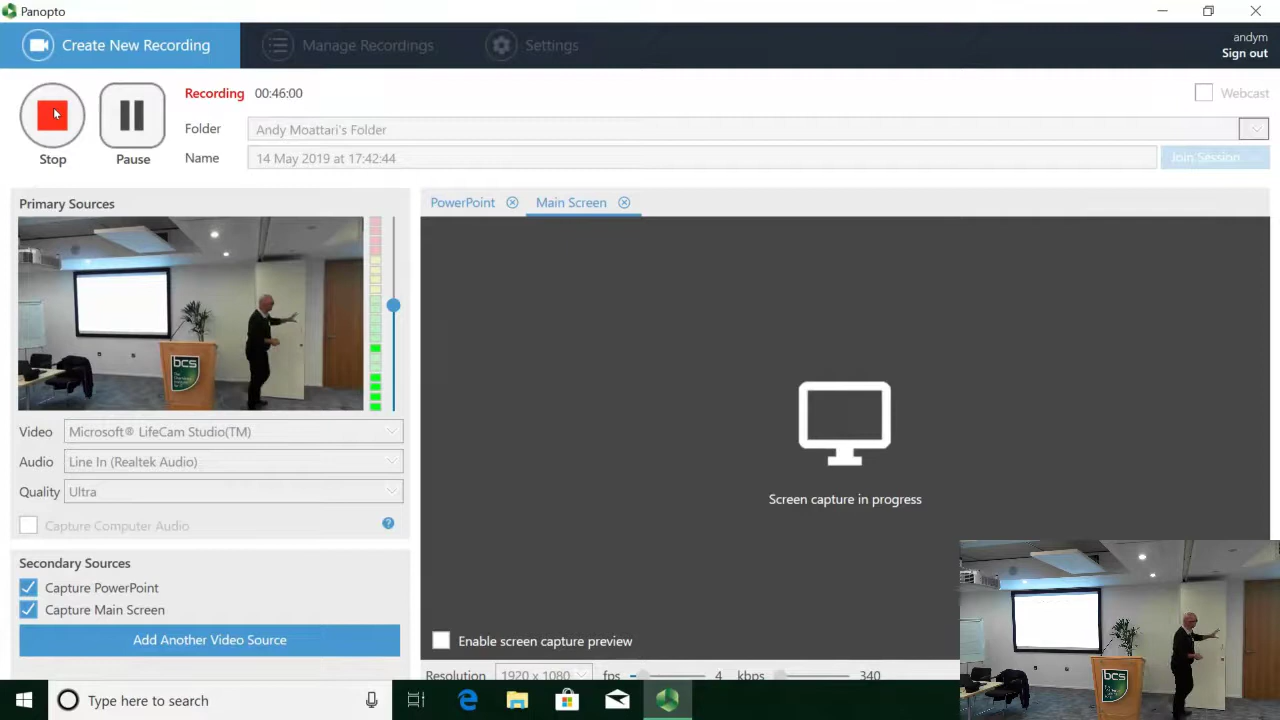 Panopto
Create New Recording
Manage Recordings
Settings
andym
Sign out
Recording 00:46:00
Webcast
Folder
Andy Moattari's Folder
Name
14 May 2019 at 17:42:44
Join Session
Stop
Pause
Primary Sources
PowerPoint
Main Screen
bcs
Video
Microsoft® LifeCam Studio(TM)
Audio
Line In (Realtek Audio)
Quality
Ultra
Capture Computer Audio
?
Screen capture in progress
Secondary Sources
Capture PowerPoint
Capture Main Screen
Add Another Video Source
Enable screen capture preview
Resolution 1920 x 1080 fps 4 kbps 340
bcs
Type here to search